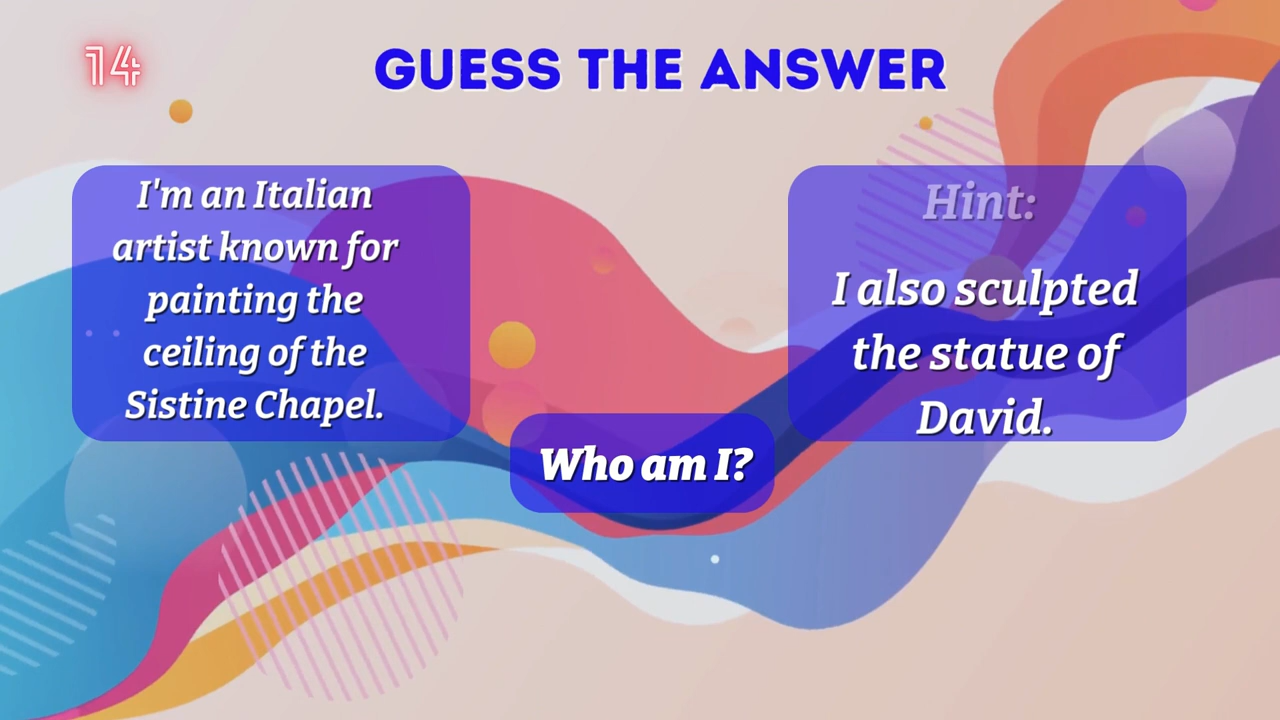 14
GUESS THE ANSWER
I'm an Italian
artist known for
painting the
ceiling of the
Sistine Chapel.
Hint:
I also sculpted
the statue of
David.
Who am I?